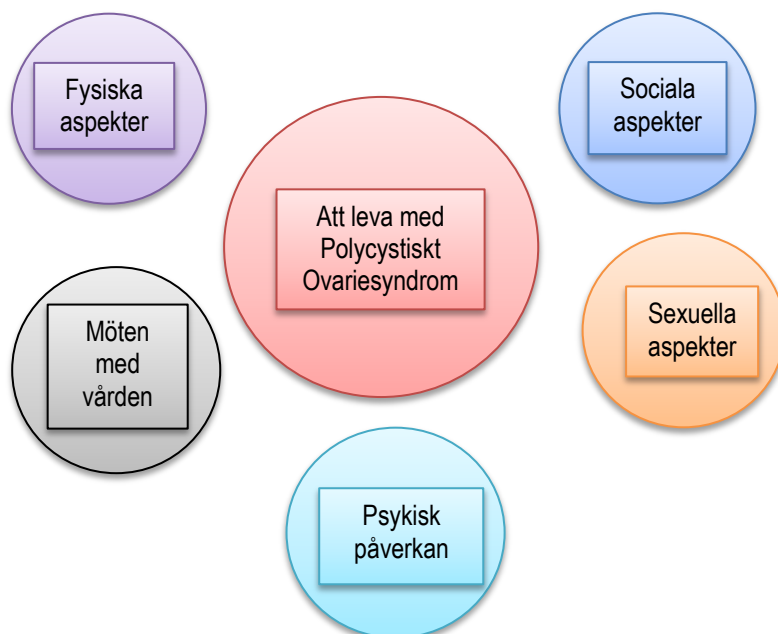 Fysiska
aspekter
Sociala
aspekter
Att leva med
Polycystiskt
Ovariesyndrom
Möten
med
vården
Sexuella
aspekter
Psykisk
påverkan